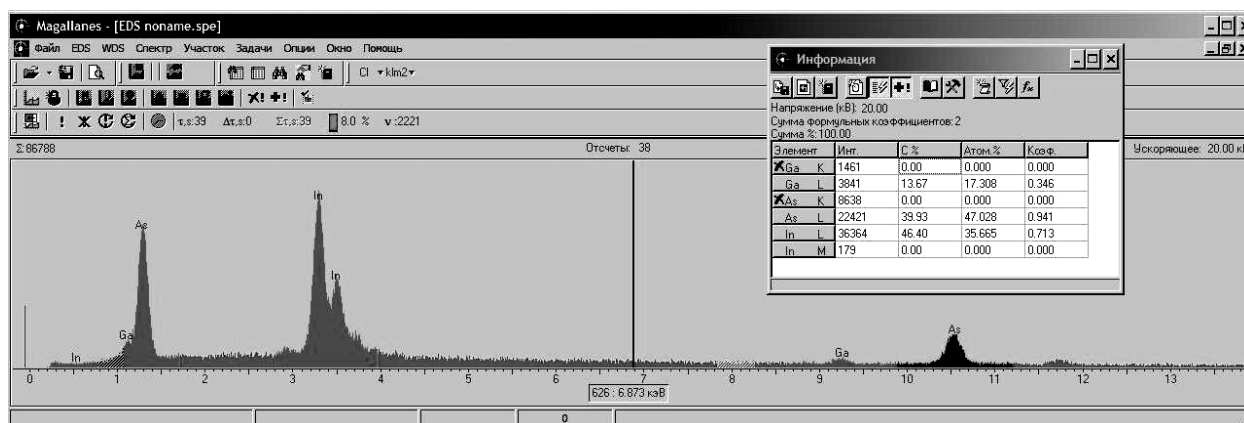 Magallanes - [EDS noname.spe]
Файл EDS WDS Спектр Участок Задачи Опции Окно Помощь
Cl klm2
τ,s:39 Δτ,s:0 Στ,s:39 8.0 % v:2221
Σ:86788 Отсчеты: 38 Ускоряющее: 20.00 к
Информация
Напряжение (кВ): 20.00
Сумма формульных коэффициентов: 2
Сумма %: 100.00
Элемент Инт. C % Атом.% Коэф.
Ga K 1461 0.00 0.000 0.000
Ga L 3841 13.67 17.308 0.346
As K 8638 0.00 0.000 0.000
As L 22421 39.93 47.028 0.941
In L 36364 46.40 35.665 0.713
In M 179 0.00 0.000 0.000
In
As
In
Ga
In
As
Ga
0 1 2 3 4 5 6 7 8 9 10 11 12 13
626 : 6.873 кэВ
0